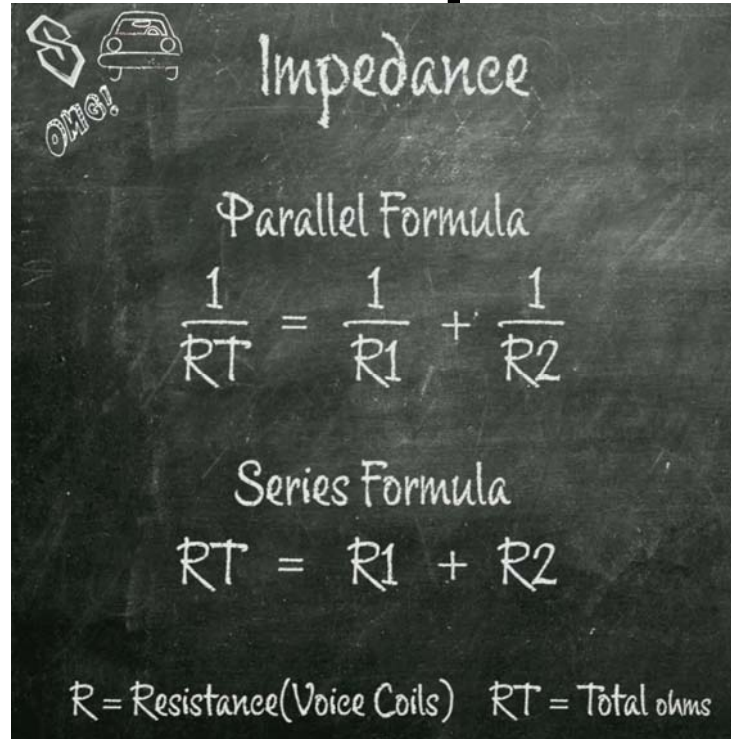 S
OMG!
Impedance
Parallel Formula
1/RT = 1/R1 + 1/R2
Series Formula
RT = R1 + R2
R = Resistance(Voice Coils) RT = Total ohms